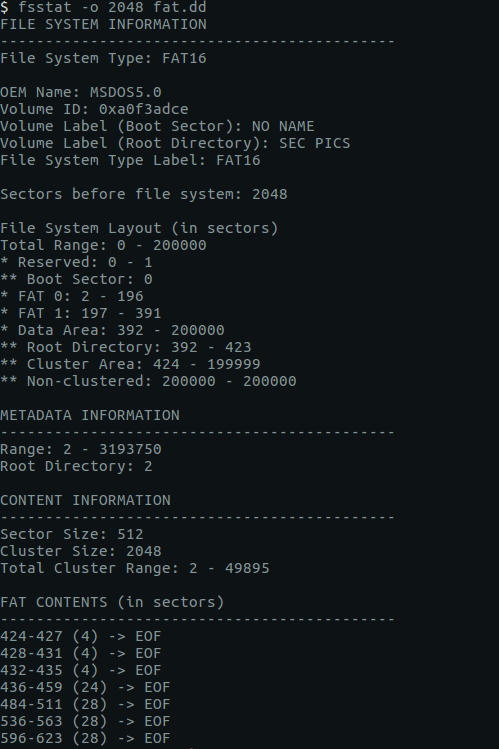 $ fsstat -o 2048 fat.dd
FILE SYSTEM INFORMATION
--------------------------------------------
File System Type: FAT16
OEM Name: MSDOS5.0
Volume ID: 0xa0f3adce
Volume Label (Boot Sector): NO NAME
Volume Label (Root Directory): SEC PICS
File System Type Label: FAT16
Sectors before file system: 2048
File System Layout (in sectors)
Total Range: 0 - 200000
* Reserved: 0 - 1
** Boot Sector: 0
* FAT 0: 2 - 196
* FAT 1: 197 - 391
* Data Area: 392 - 200000
** Root Directory: 392 - 423
** Cluster Area: 424 - 199999
** Non-clustered: 200000 - 200000
METADATA INFORMATION
--------------------------------------------
Range: 2 - 3193750
Root Directory: 2
CONTENT INFORMATION
--------------------------------------------
Sector Size: 512
Cluster Size: 2048
Total Cluster Range: 2 - 49895
FAT CONTENTS (in sectors)
--------------------------------------------
424-427 (4) -> EOF
428-431 (4) -> EOF
432-435 (4) -> EOF
436-459 (24) -> EOF
484-511 (28) -> EOF
536-563 (28) -> EOF
596-623 (28) -> EOF